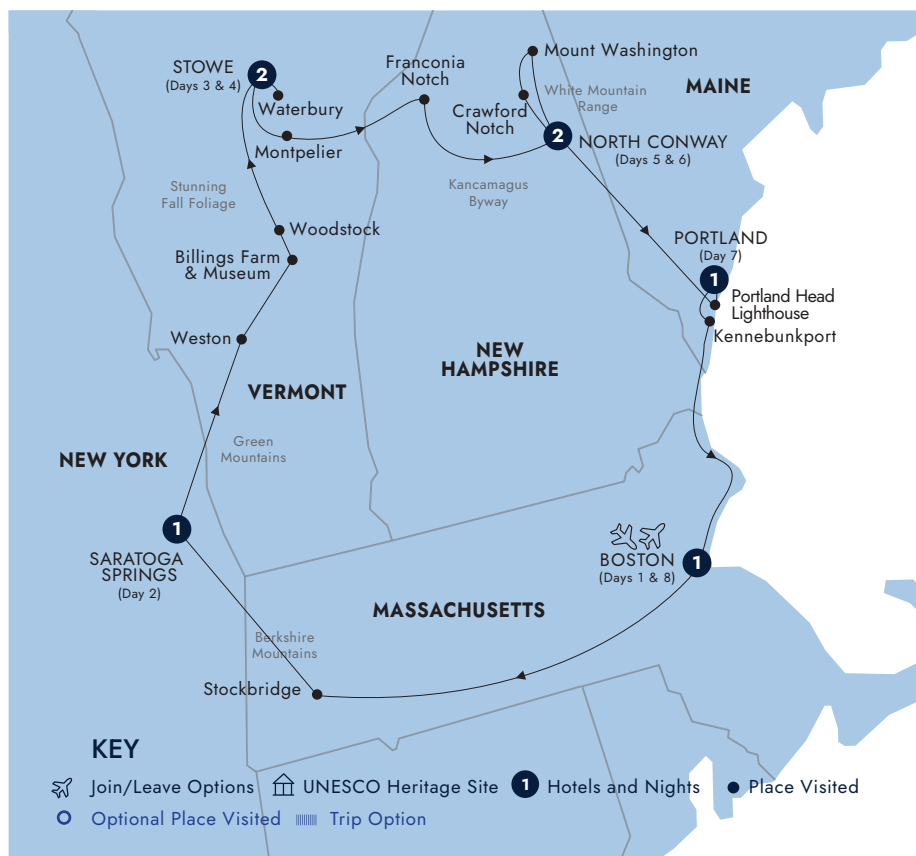 Mount Washington
Franconia
Notch
STOWE
(Days 3 & 4)
2
MAINE
White Mountain
Range
Waterbury
Crawford
Notch
Montpelier
2
NORTH CONWAY
(Days 5 & 6)
Stunning
Fall Foliage
Kancamagus
Byway
Woodstock
PORTLAND
(Day 7)
Billings Farm
& Museum
1
Portland Head
Lighthouse
Kennebunkport
Weston
NEW
HAMPSHIRE
VERMONT
Green
Mountains
NEW YORK
1
SARATOGA
SPRINGS
(Day 2)
BOSTON
(Days 1 & 8)
1
MASSACHUSETTS
Berkshire
Mountains
Stockbridge
KEY
Join/Leave Options UNESCO Heritage Site 1 Hotels and Nights Place Visited
Optional Place Visited Trip Option